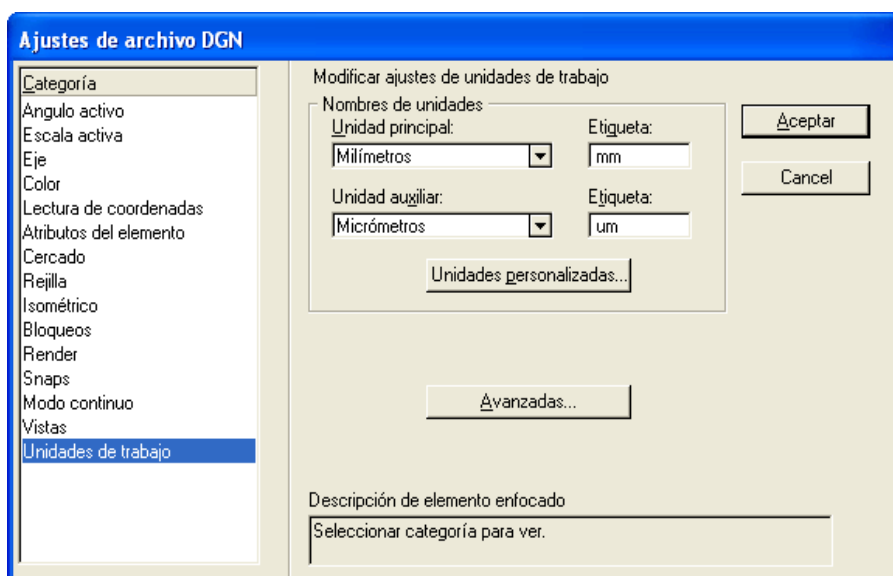 Ajustes de archivo DGN
Categoría
Angulo activo
Escala activa
Eje
Color
Lectura de coordenadas
Atributos del elemento
Cercado
Rejilla
Isométrico
Bloqueos
Render
Snaps
Modo continuo
Vistas
Unidades de trabajo
Modificar ajustes de unidades de trabajo
Nombres de unidades
Unidad principal: Etiqueta:
Milímetros mm
Unidad auxiliar: Etiqueta:
Micrómetros um
Unidades personalizadas...
Avanzadas...
Descripción de elemento enfocado
Seleccionar categoría para ver.
Aceptar
Cancel